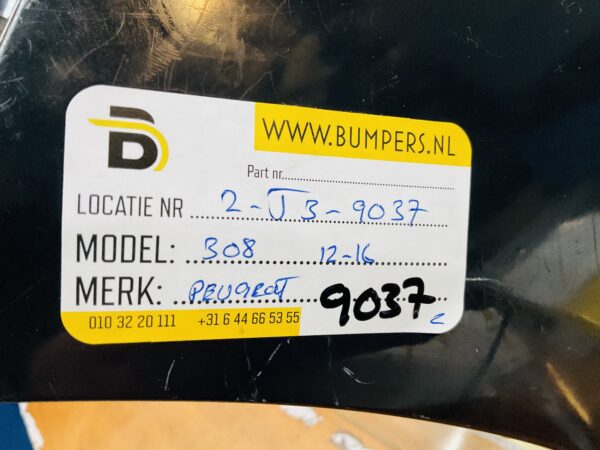 WWW.BUMPERS.NL
Part nr....................
LOCATIE NR 2-J3-9037
MODEL: 308 12-16
MERK: PEUGEOT 9037 c
010 32 20 111 +31 6 44 66 53 55